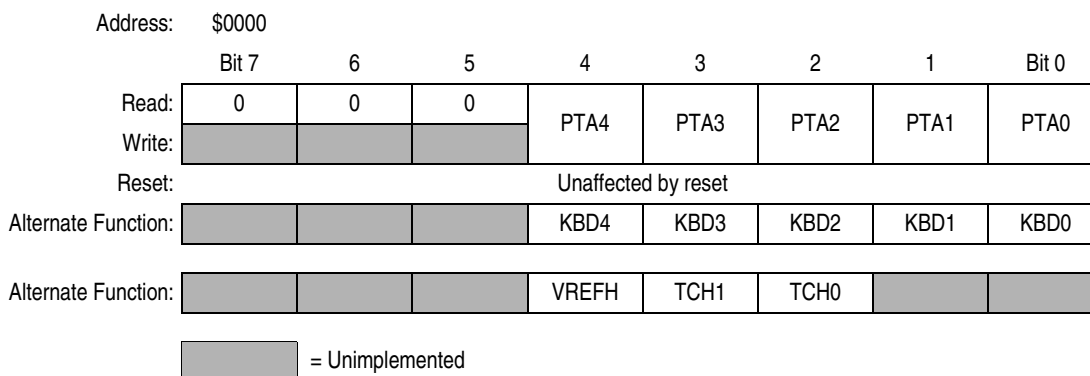 Address: $0000
Bit 7 6 5 4 3 2 1 Bit 0
Read: 0 0 0 PTA4 PTA3 PTA2 PTA1 PTA0
Write:
Reset: Unaffected by reset
Alternate Function: KBD4 KBD3 KBD2 KBD1 KBD0
Alternate Function: VREFH TCH1 TCH0
= Unimplemented